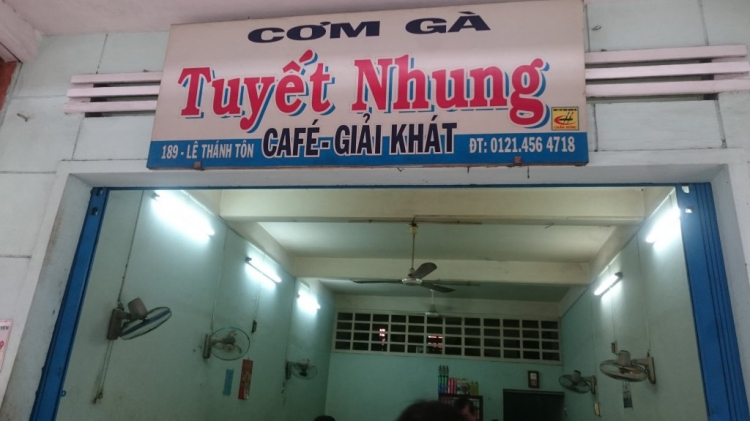 CƠM GÀ
Tuyết Nhung
189 - LÊ THÁNH TÔN CAFÉ - GIẢI KHÁT ĐT: 0121.456 4718